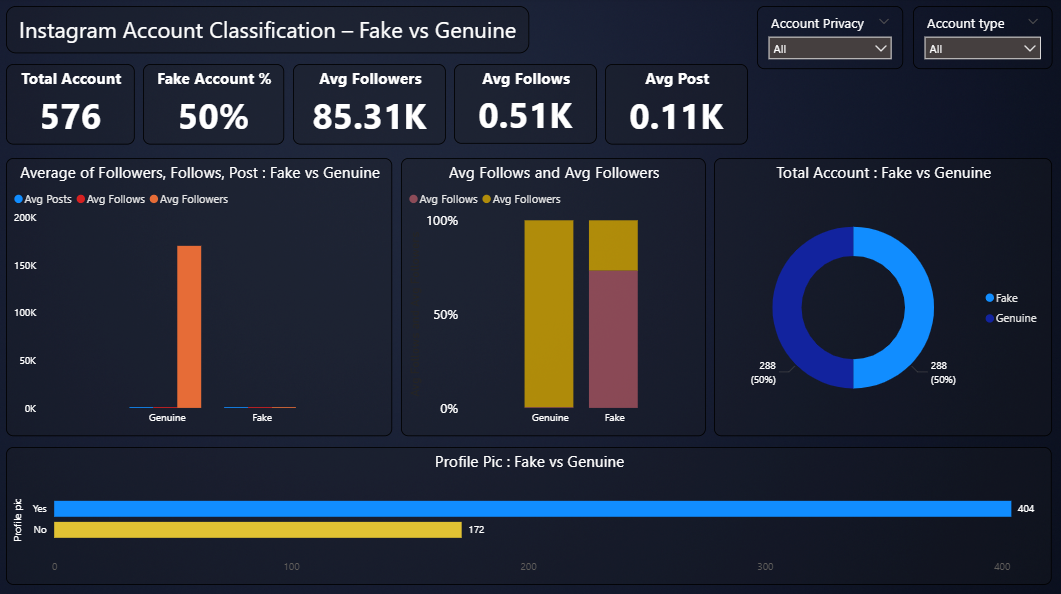 Instagram Account Classification – Fake vs Genuine
Account Privacy
All
Account type
All
Total Account
576
Fake Account %
50%
Avg Followers
85.31K
Avg Follows
0.51K
Avg Post
0.11K
Average of Followers, Follows, Post : Fake vs Genuine
Avg Posts Avg Follows Avg Followers
200K
150K
100K
50K
0K
Genuine Fake
Avg Follows and Avg Followers
Avg Follows Avg Followers
100%
50%
0%
Genuine Fake
Total Account : Fake vs Genuine
Fake
Genuine
288
(50%)
288
(50%)
Profile Pic : Fake vs Genuine
Profile pic
Yes
404
No
172
0 100 200 300 400